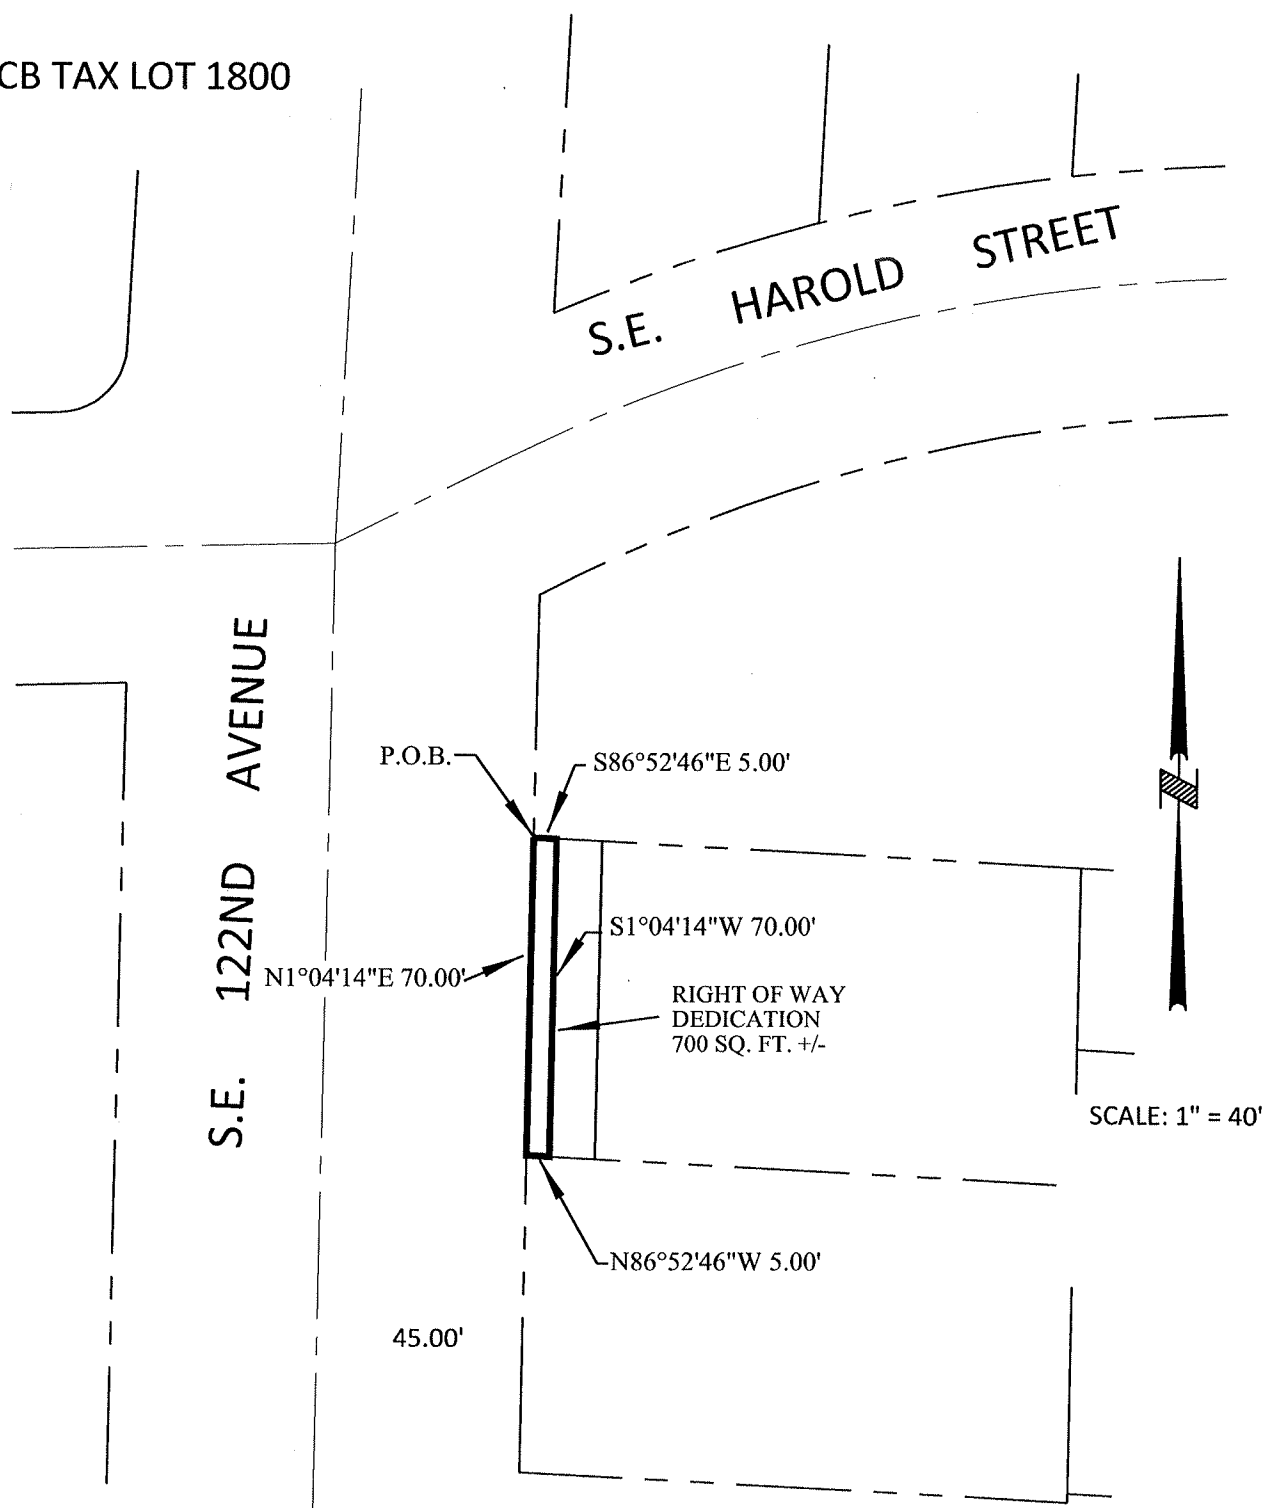 CB TAX LOT 1800
S.E. HAROLD STREET
S.E. 122ND AVENUE
P.O.B.
S86°52'46"E 5.00'
S1°04'14"W 70.00'
N1°04'14"E 70.00'
RIGHT OF WAY
DEDICATION
700 SQ. FT. +/-
SCALE: 1" = 40'
N86°52'46"W 5.00'
45.00'